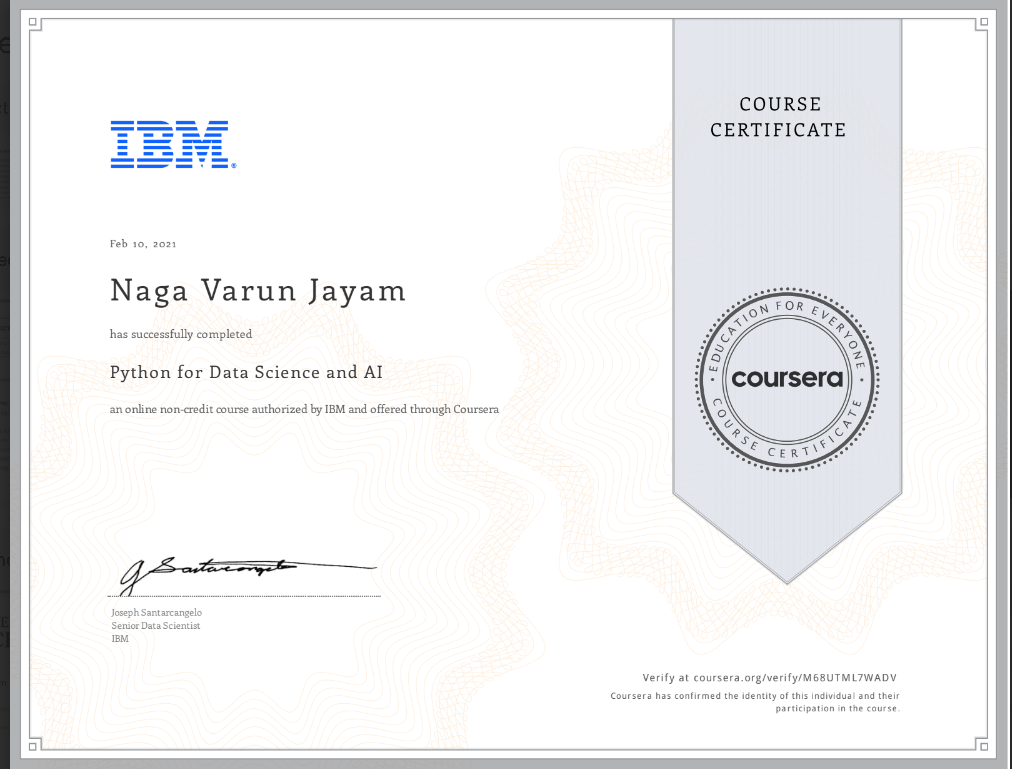 COURSE
CERTIFICATE
IBM®
Feb 10, 2021
Naga Varun Jayam
has successfully completed
Python for Data Science and AI
an online non-credit course authorized by IBM and offered through Coursera
EDUCATION FOR EVERYONE
coursera
COURSE CERTIFICATE
J Santarcangelo
Joseph Santarcangelo
Senior Data Scientist
IBM
Verify at coursera.org/verify/M68UTML7WADV
Coursera has confirmed the identity of this individual and their
participation in the course.